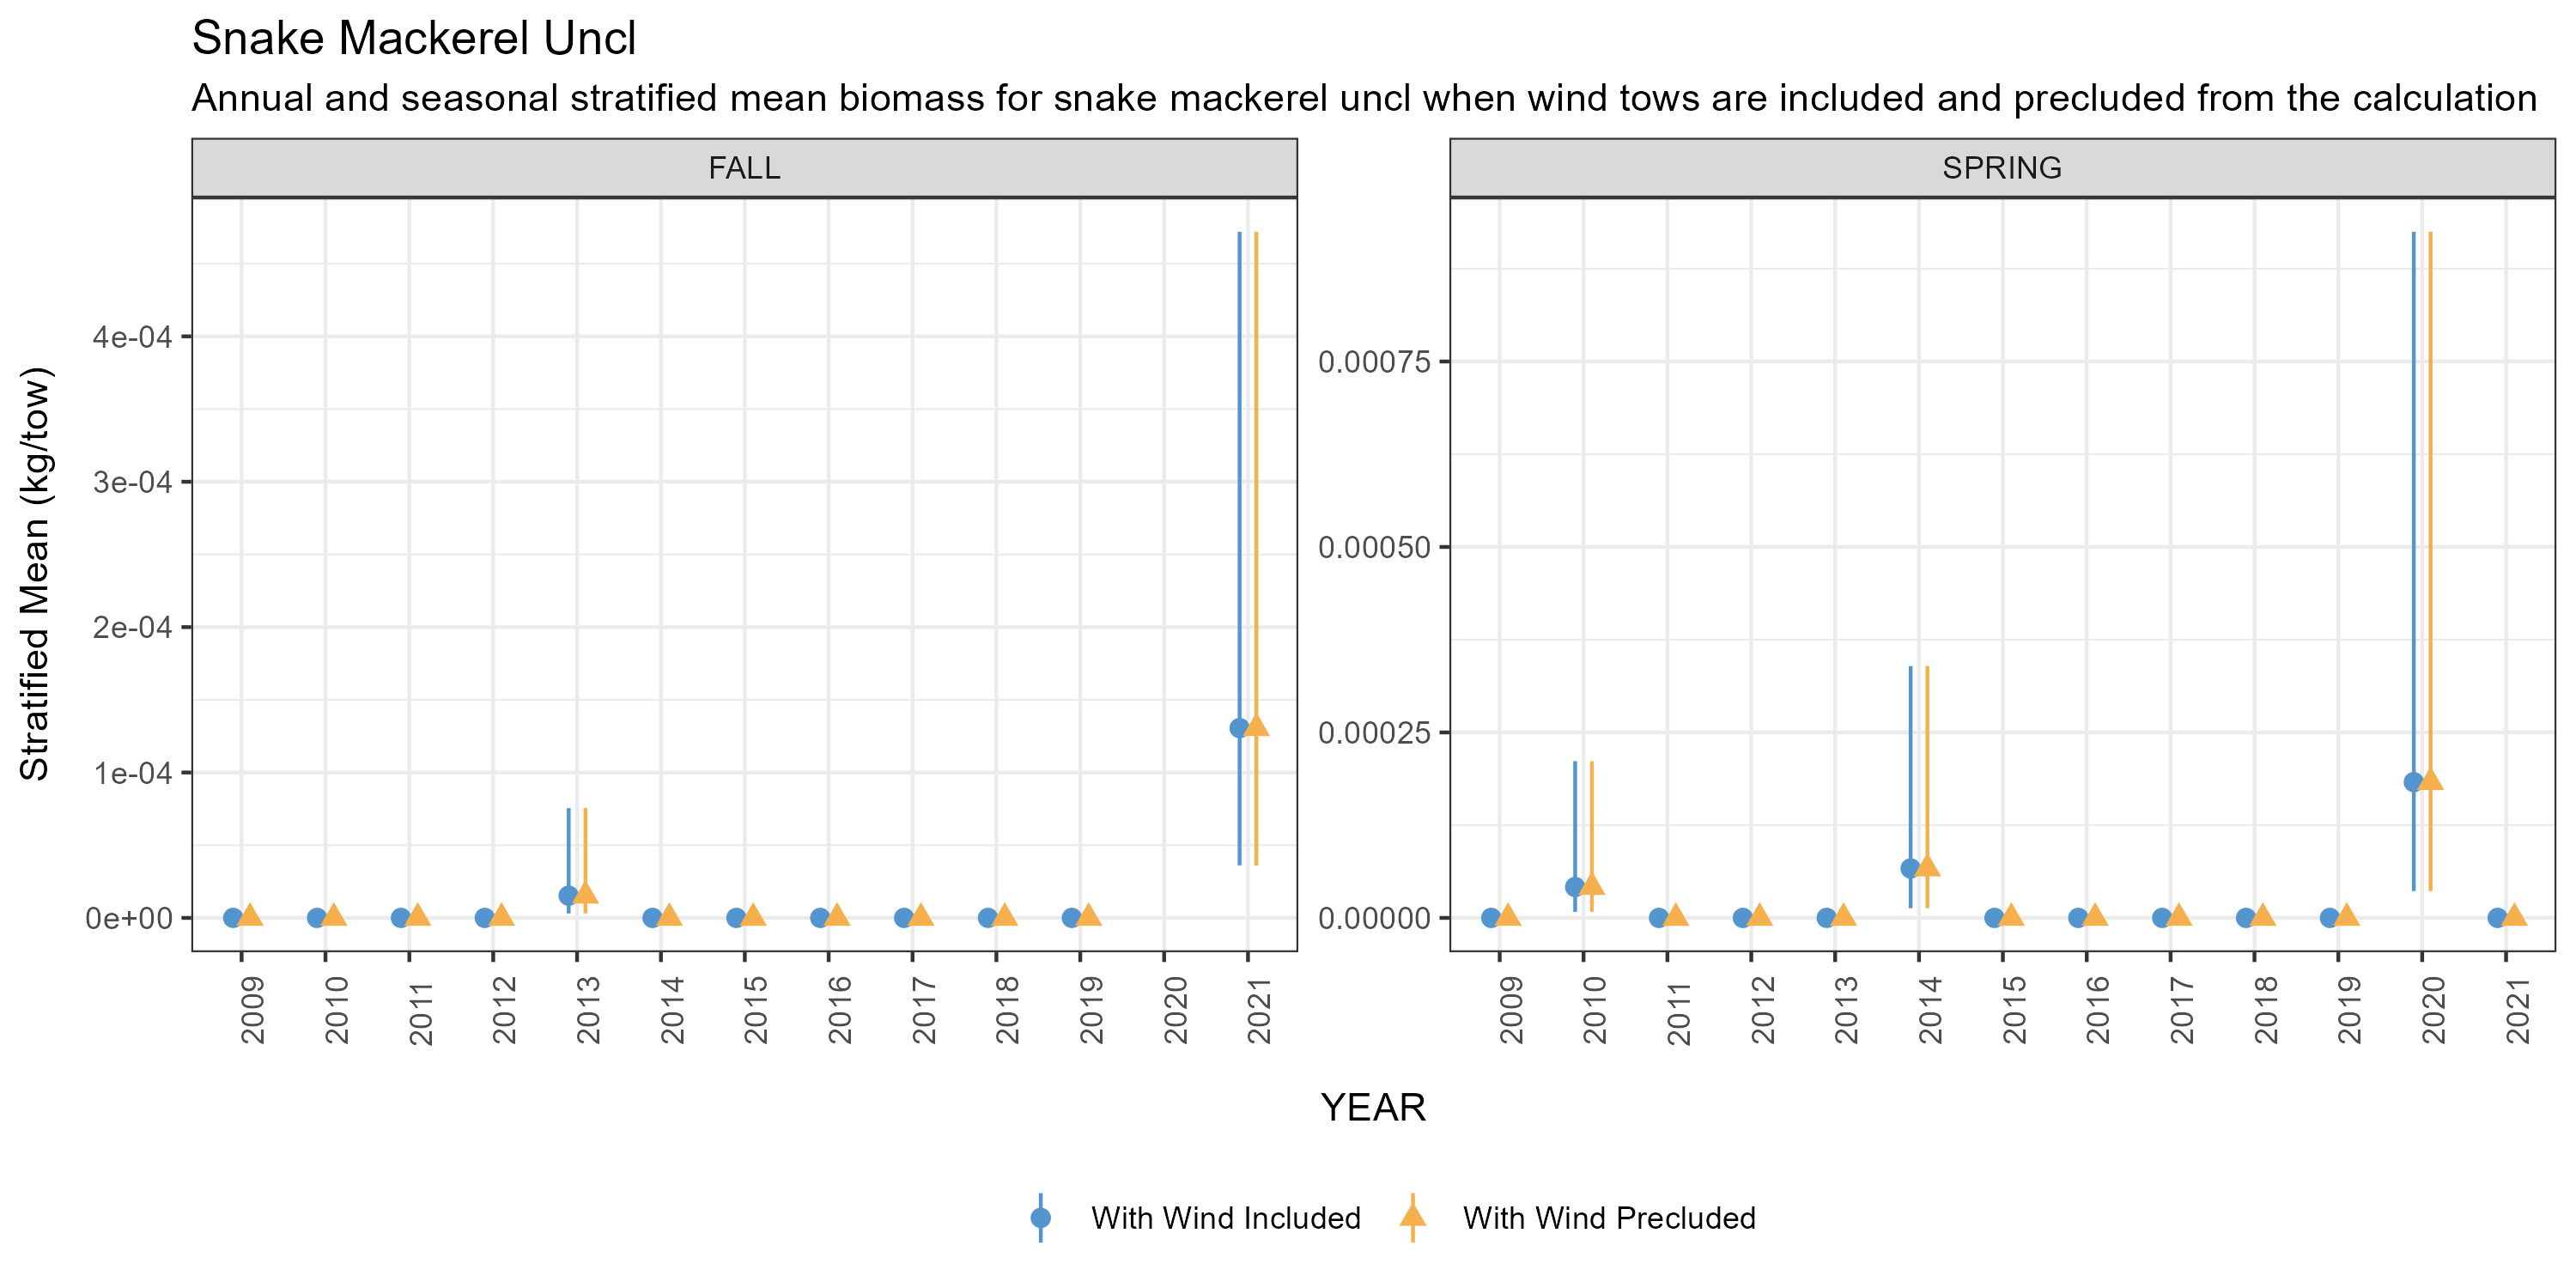 Snake Mackerel Uncl
Annual and seasonal stratified mean biomass for snake mackerel uncl when wind tows are included and precluded from the calculation
FALL
SPRING
Stratified Mean (kg/tow)
4e-04
3e-04
2e-04
1e-04
0e+00
0.00075
0.00050
0.00025
0.00000
2009 2010 2011 2012 2013 2014 2015 2016 2017 2018 2019 2020 2021
2009 2010 2011 2012 2013 2014 2015 2016 2017 2018 2019 2020 2021
YEAR
With Wind Included
With Wind Precluded